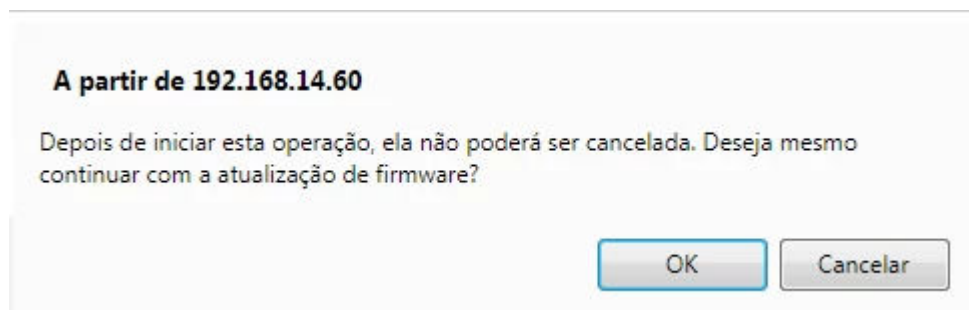 A partir de 192.168.14.60
Depois de iniciar esta operação, ela não poderá ser cancelada. Deseja mesmo
continuar com a atualização de firmware?
OK
Cancelar